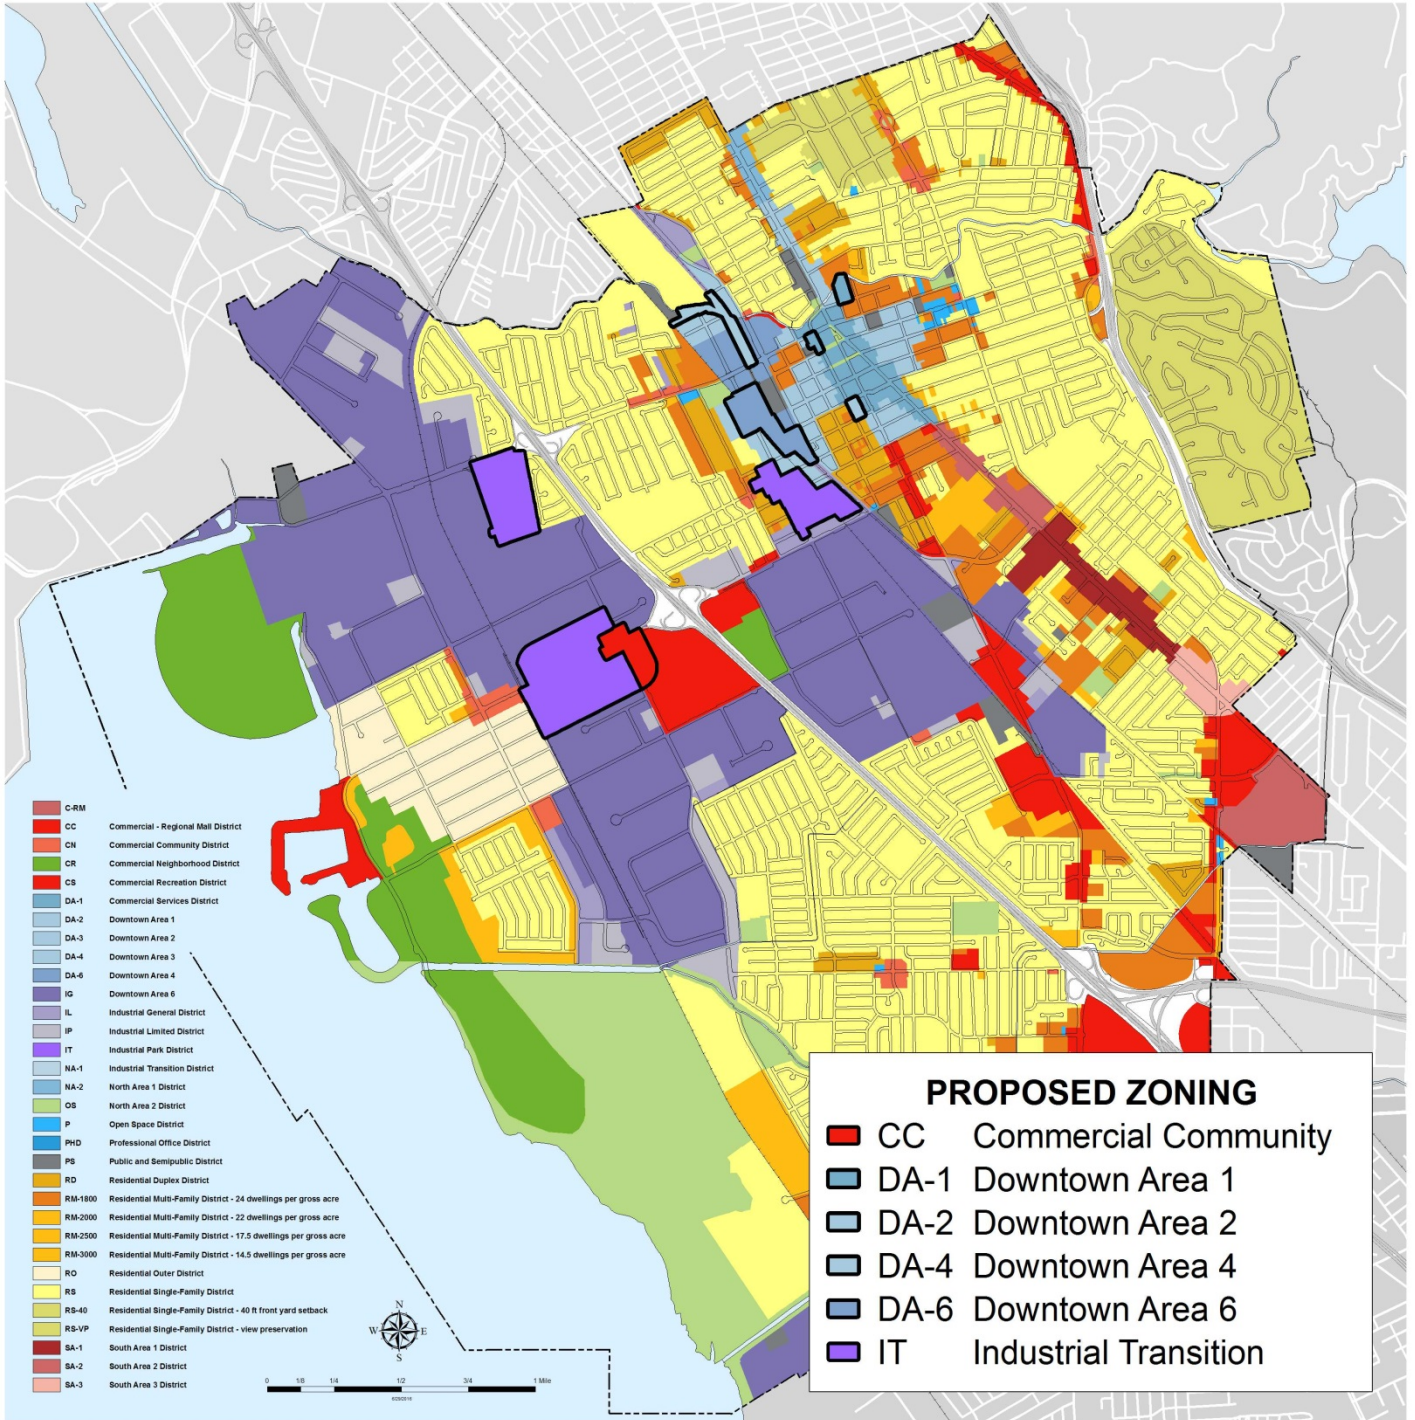 C-RM
CC Commercial - Regional Mall District
CN Commercial Community District
CR Commercial Neighborhood District
CS Commercial Recreation District
DA-1 Commercial Services District
DA-2 Downtown Area 1
DA-3 Downtown Area 2
DA-4 Downtown Area 3
DA-6 Downtown Area 4
IG Downtown Area 6
IL Industrial General District
IP Industrial Limited District
IT Industrial Park District
NA-1 Industrial Transition District
NA-2 North Area 1 District
OS North Area 2 District
P Open Space District
PHD Professional Office District
PS Public and Semipublic District
RD Residential Duplex District
RM-1800 Residential Multi-Family District - 24 dwellings per gross acre
RM-2000 Residential Multi-Family District - 22 dwellings per gross acre
RM-2500 Residential Multi-Family District - 17.5 dwellings per gross acre
RM-3000 Residential Multi-Family District - 14.5 dwellings per gross acre
RO Residential Outer District
RS Residential Single-Family District
RS-40 Residential Single-Family District - 40 ft front yard setback
RS-VP Residential Single-Family District - view preservation
SA-1 South Area 1 District
SA-2 South Area 2 District
SA-3 South Area 3 District
N
W E
S
0 1/8 1/4 1/2 3/4 1 Mile
PROPOSED ZONING
CC Commercial Community
DA-1 Downtown Area 1
DA-2 Downtown Area 2
DA-4 Downtown Area 4
DA-6 Downtown Area 6
IT Industrial Transition